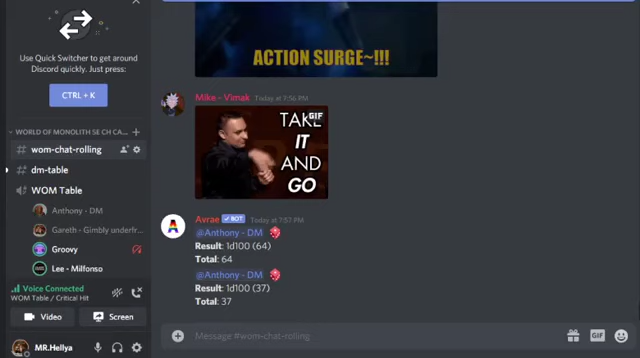 Use Quick Switcher to get around
Discord quickly. Just press:
CTRL + K
WORLD OF MONOLITH SE CH CA...
# wom-chat-rolling
# dm-table
WOM Table
Anthony - DM
Gareth - Gimbly underfr...
Groovy
Lee - Milfonso
Voice Connected
WOM Table / Critical Hit
Video
Screen
MR.Hellya
ACTION SURGE~!!!
Mike - Vimak Today at 7:56 PM
GIF
TAKE
IT
AND
GO
Avrae BOT Today at 7:57 PM
@Anthony - DM
Result: 1d100 (64)
Total: 64
@Anthony - DM
Result: 1d100 (37)
Total: 37
Message #wom-chat-rolling
GIF